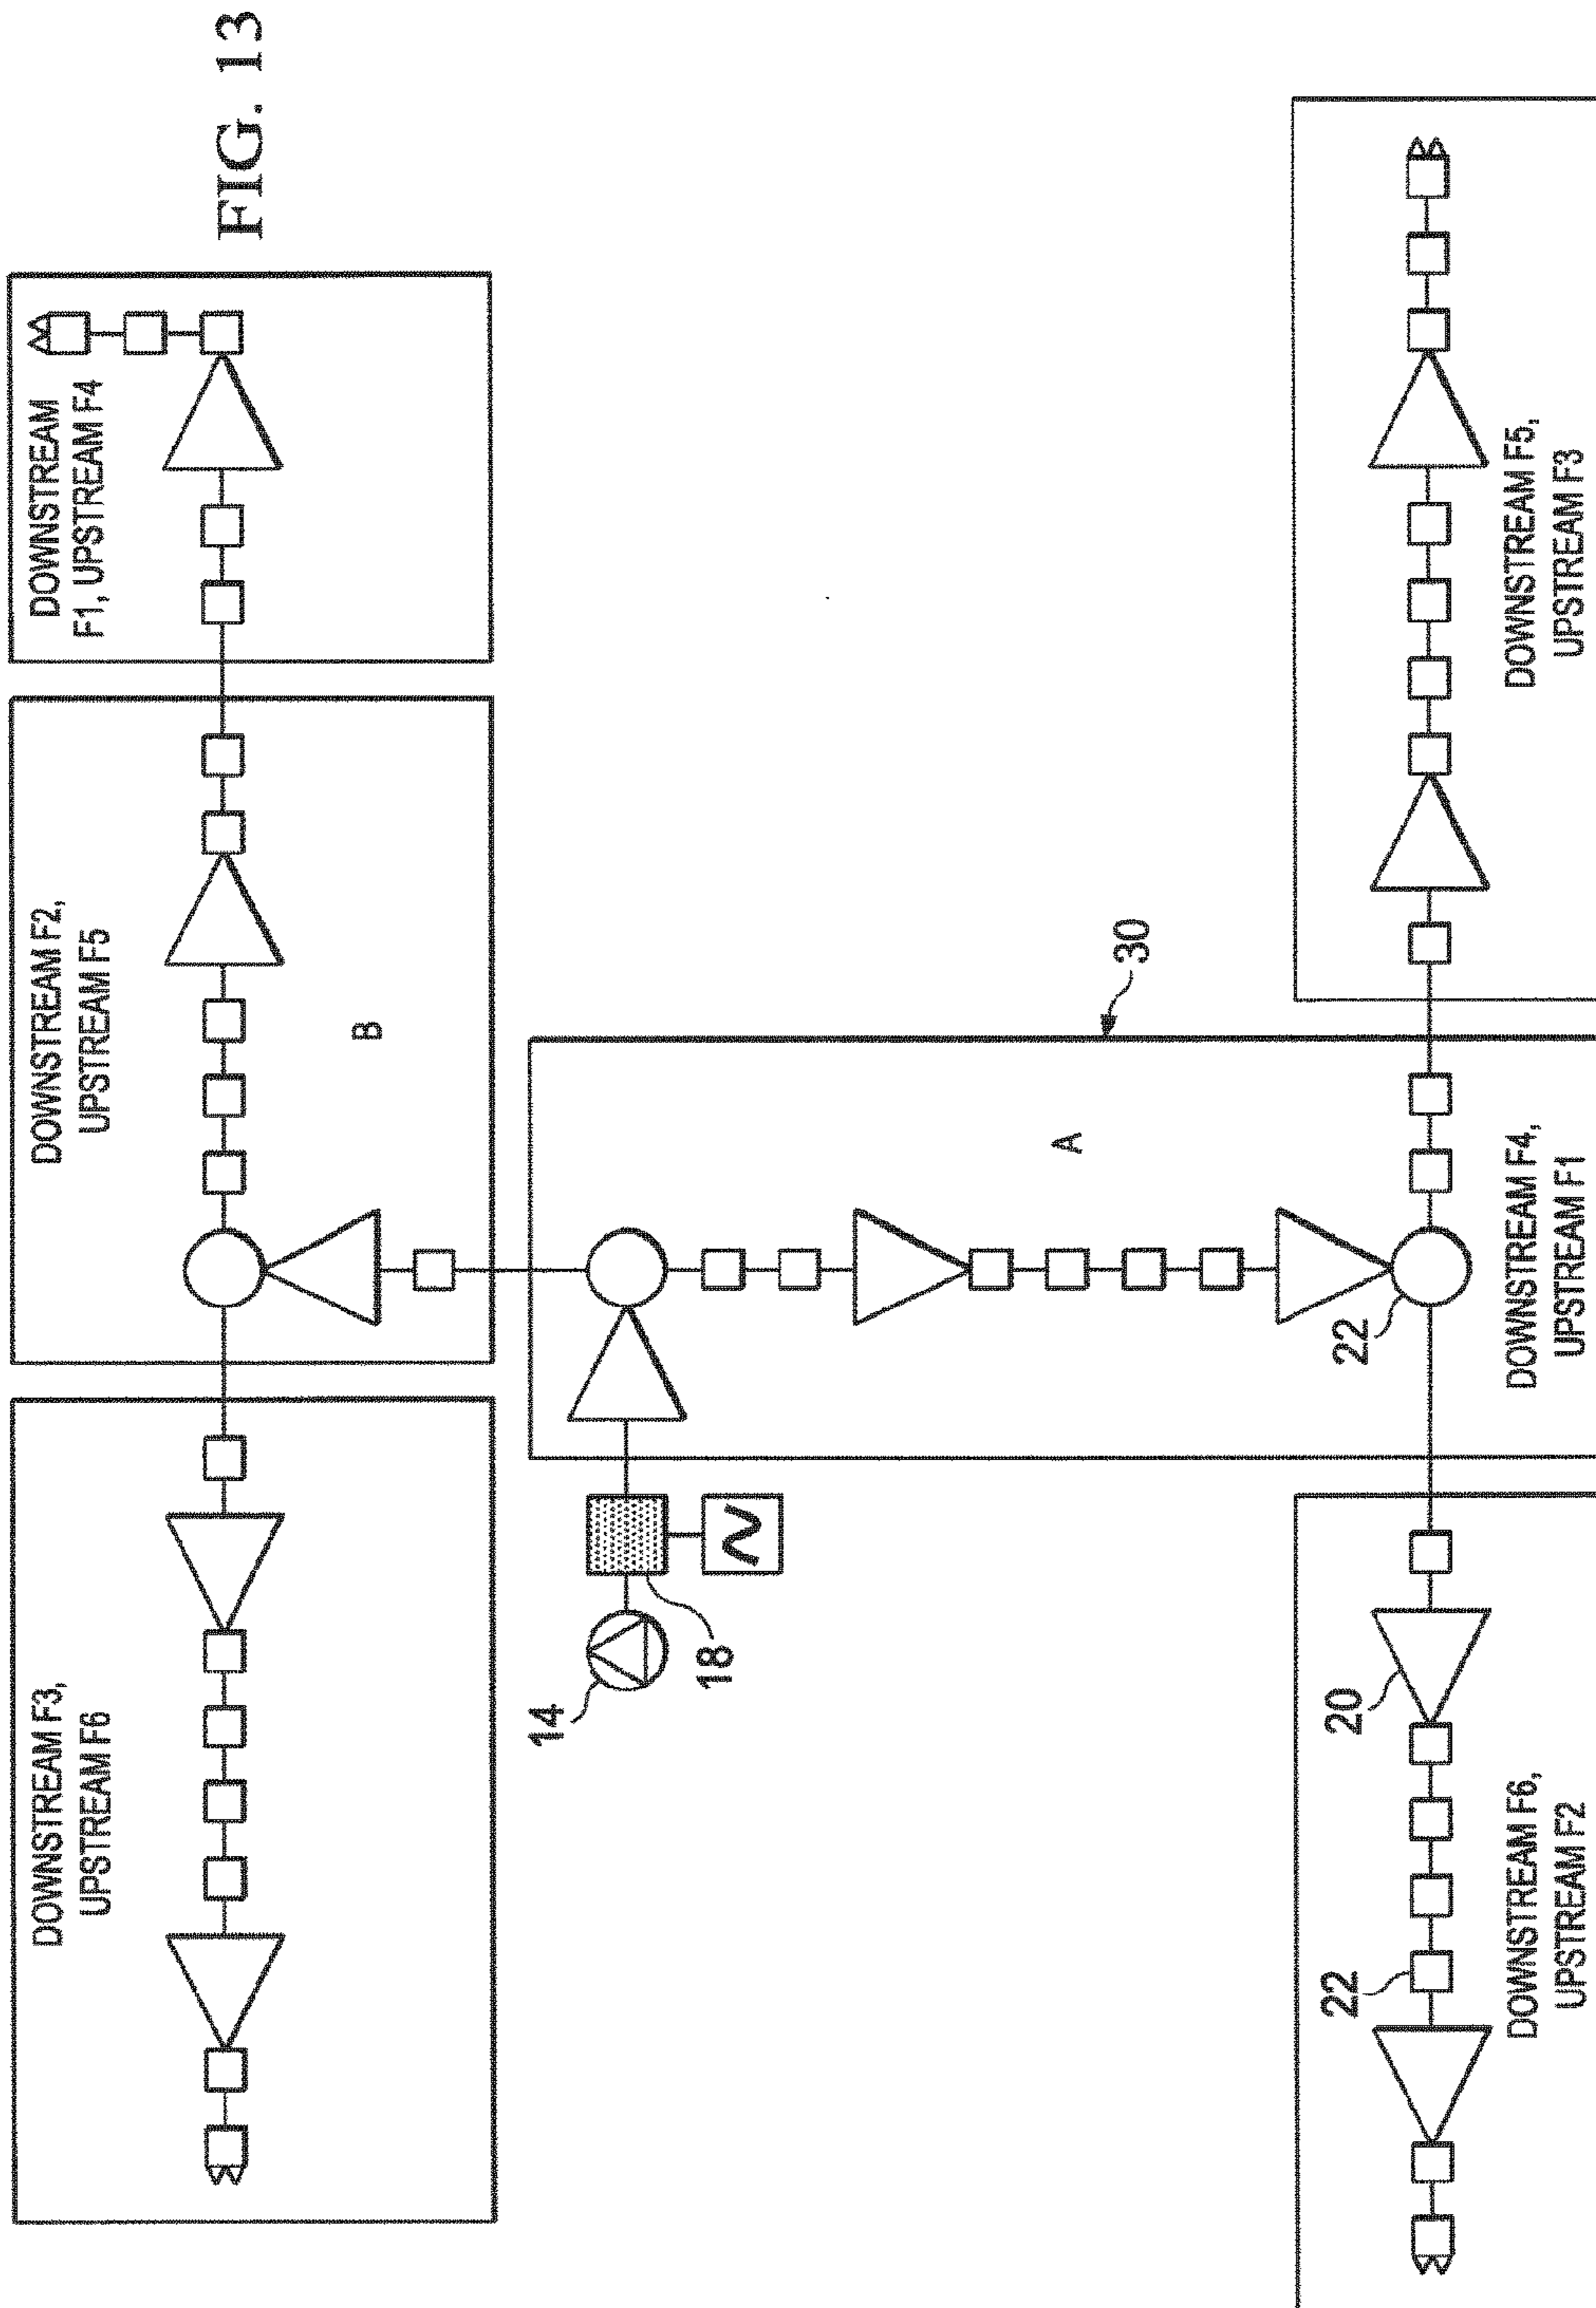 FIG. 13
DOWNSTREAM F3,
UPSTREAM F6
DOWNSTREAM F2,
UPSTREAM F5
B
DOWNSTREAM
F1, UPSTREAM F4
14
18
30
A
22
DOWNSTREAM F4,
UPSTREAM F1
22
20
DOWNSTREAM F6,
UPSTREAM F2
DOWNSTREAM F5,
UPSTREAM F3